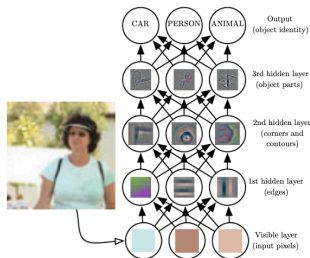 CAR PERSON ANIMAL
Output
(object identity)
3rd hidden layer
(object parts)
2nd hidden layer
(corners and
contours)
1st hidden layer
(edges)
Visible layer
(input pixels)